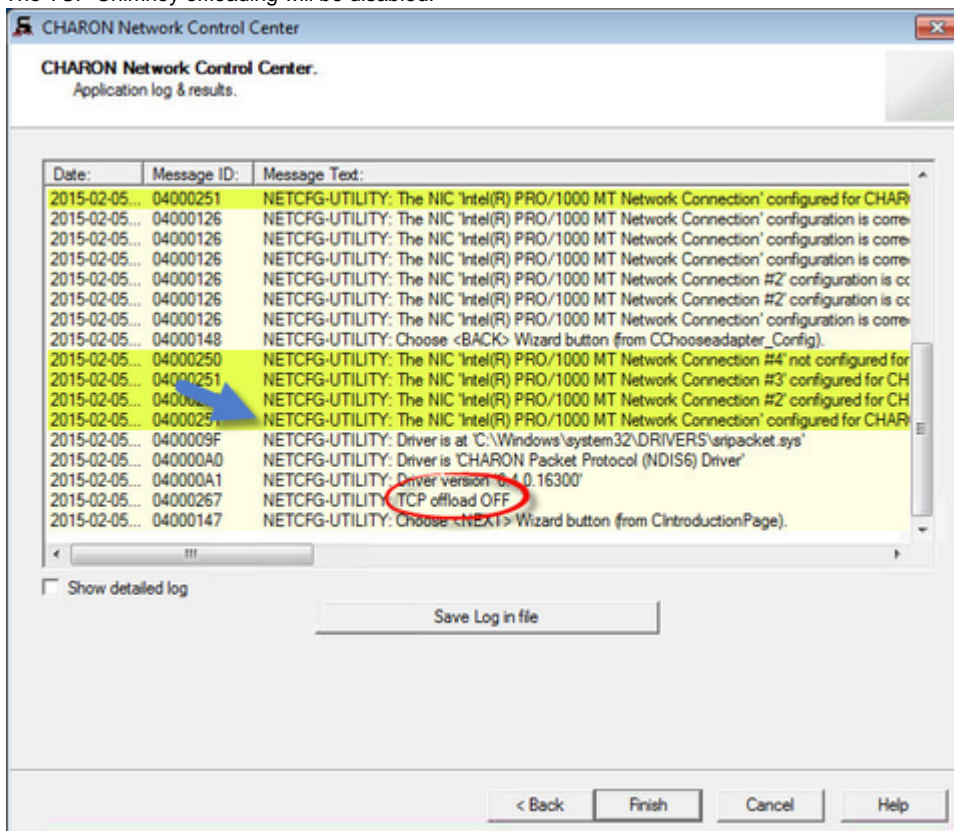 The TCP Chimney offloading will be disabled.
CHARON Network Control Center
CHARON Network Control Center.
Application log & results.
Date: Message ID: Message Text:
2015-02-05... 04000251 NETCFG-UTILITY: The NIC 'Intel(R) PRO/1000 MT Network Connection' configured for CHAR
2015-02-05... 04000126 NETCFG-UTILITY: The NIC 'Intel(R) PRO/1000 MT Network Connection' configuration is corre
2015-02-05... 04000126 NETCFG-UTILITY: The NIC 'Intel(R) PRO/1000 MT Network Connection' configuration is corre
2015-02-05... 04000126 NETCFG-UTILITY: The NIC 'Intel(R) PRO/1000 MT Network Connection' configuration is corre
2015-02-05... 04000126 NETCFG-UTILITY: The NIC 'Intel(R) PRO/1000 MT Network Connection #2' configuration is cc
2015-02-05... 04000126 NETCFG-UTILITY: The NIC 'Intel(R) PRO/1000 MT Network Connection #2' configuration is cc
2015-02-05... 04000126 NETCFG-UTILITY: The NIC 'Intel(R) PRO/1000 MT Network Connection' configuration is corre
2015-02-05... 04000148 NETCFG-UTILITY: Choose <BACK> Wizard button (from CChooseadapter_Config).
2015-02-05... 04000250 NETCFG-UTILITY: The NIC 'Intel(R) PRO/1000 MT Network Connection #4' not configured for
2015-02-05... 04000251 NETCFG-UTILITY: The NIC 'Intel(R) PRO/1000 MT Network Connection #3' configured for CH
2015-02-05... NETCFG-UTILITY: The NIC 'Intel(R) PRO/1000 MT Network Connection #2' configured for CH
2015-02-05... NETCFG-UTILITY: The NIC 'Intel(R) PRO/1000 MT Network Connection' configured for CHAR
2015-02-05... 0400009F NETCFG-UTILITY: Driver is at 'C:\Windows\system32\DRIVERS\sripacket.sys'
2015-02-05... 040000A0 NETCFG-UTILITY: Driver is 'CHARON Packet Protocol (NDIS6) Driver'
2015-02-05... 040000A1 NETCFG-UTILITY: Driver version '6.4.0.16300'
2015-02-05... 04000267 NETCFG-UTILITY: TCP offload OFF
2015-02-05... 04000147 NETCFG-UTILITY: Choose <NEXT> Wizard button (from CIntroductionPage).
Show detailed log
Save Log in file
< Back Finish Cancel Help